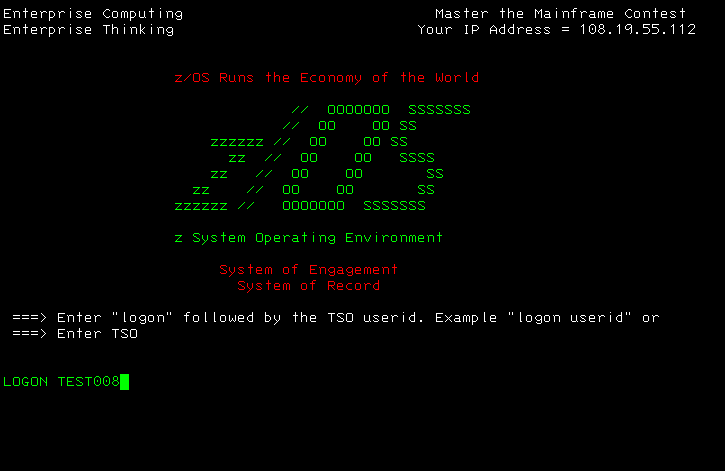 Enterprise Computing                            Master the Mainframe Contest
Enterprise Thinking                           Your IP Address = 108.19.55.112
z/OS Runs the Economy of the World
             //  OOOOOOO  SSSSSSS
            //  OO    OO SS
    zzzzzz //  OO    OO SS
      zz  //  OO    OO   SSSS
    zz   //  OO    OO       SS
  zz    //  OO    OO       SS
zzzzzz //   OOOOOOO  SSSSSSS
z System Operating Environment
System of Engagement
System of Record
===> Enter "logon" followed by the TSO userid. Example "logon userid" or
===> Enter TSO
LOGON TEST008